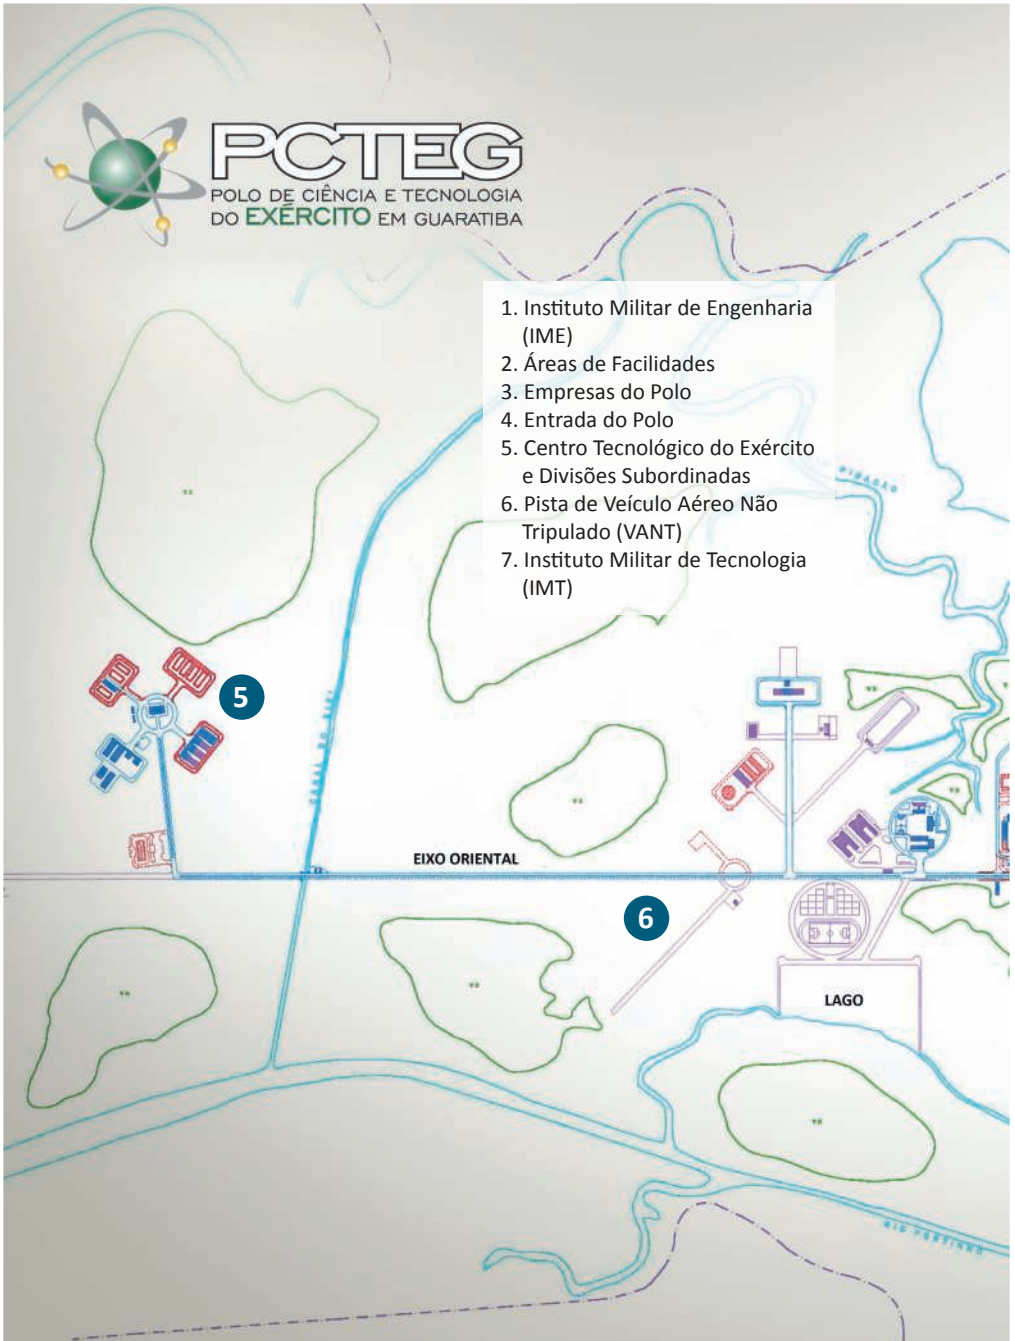 PCTEG
POLO DE CIÊNCIA E TECNOLOGIA
DO EXÉRCITO EM GUARATIBA
1. Instituto Militar de Engenharia
(IME)
2. Áreas de Facilidades
3. Empresas do Polo
4. Entrada do Polo
5. Centro Tecnológico do Exército
e Divisões Subordinadas
6. Pista de Veículo Aéreo Não
Tripulado (VANT)
7. Instituto Militar de Tecnologia
(IMT)
5
EIXO ORIENTAL
6
LAGO
RIO PORTINHO